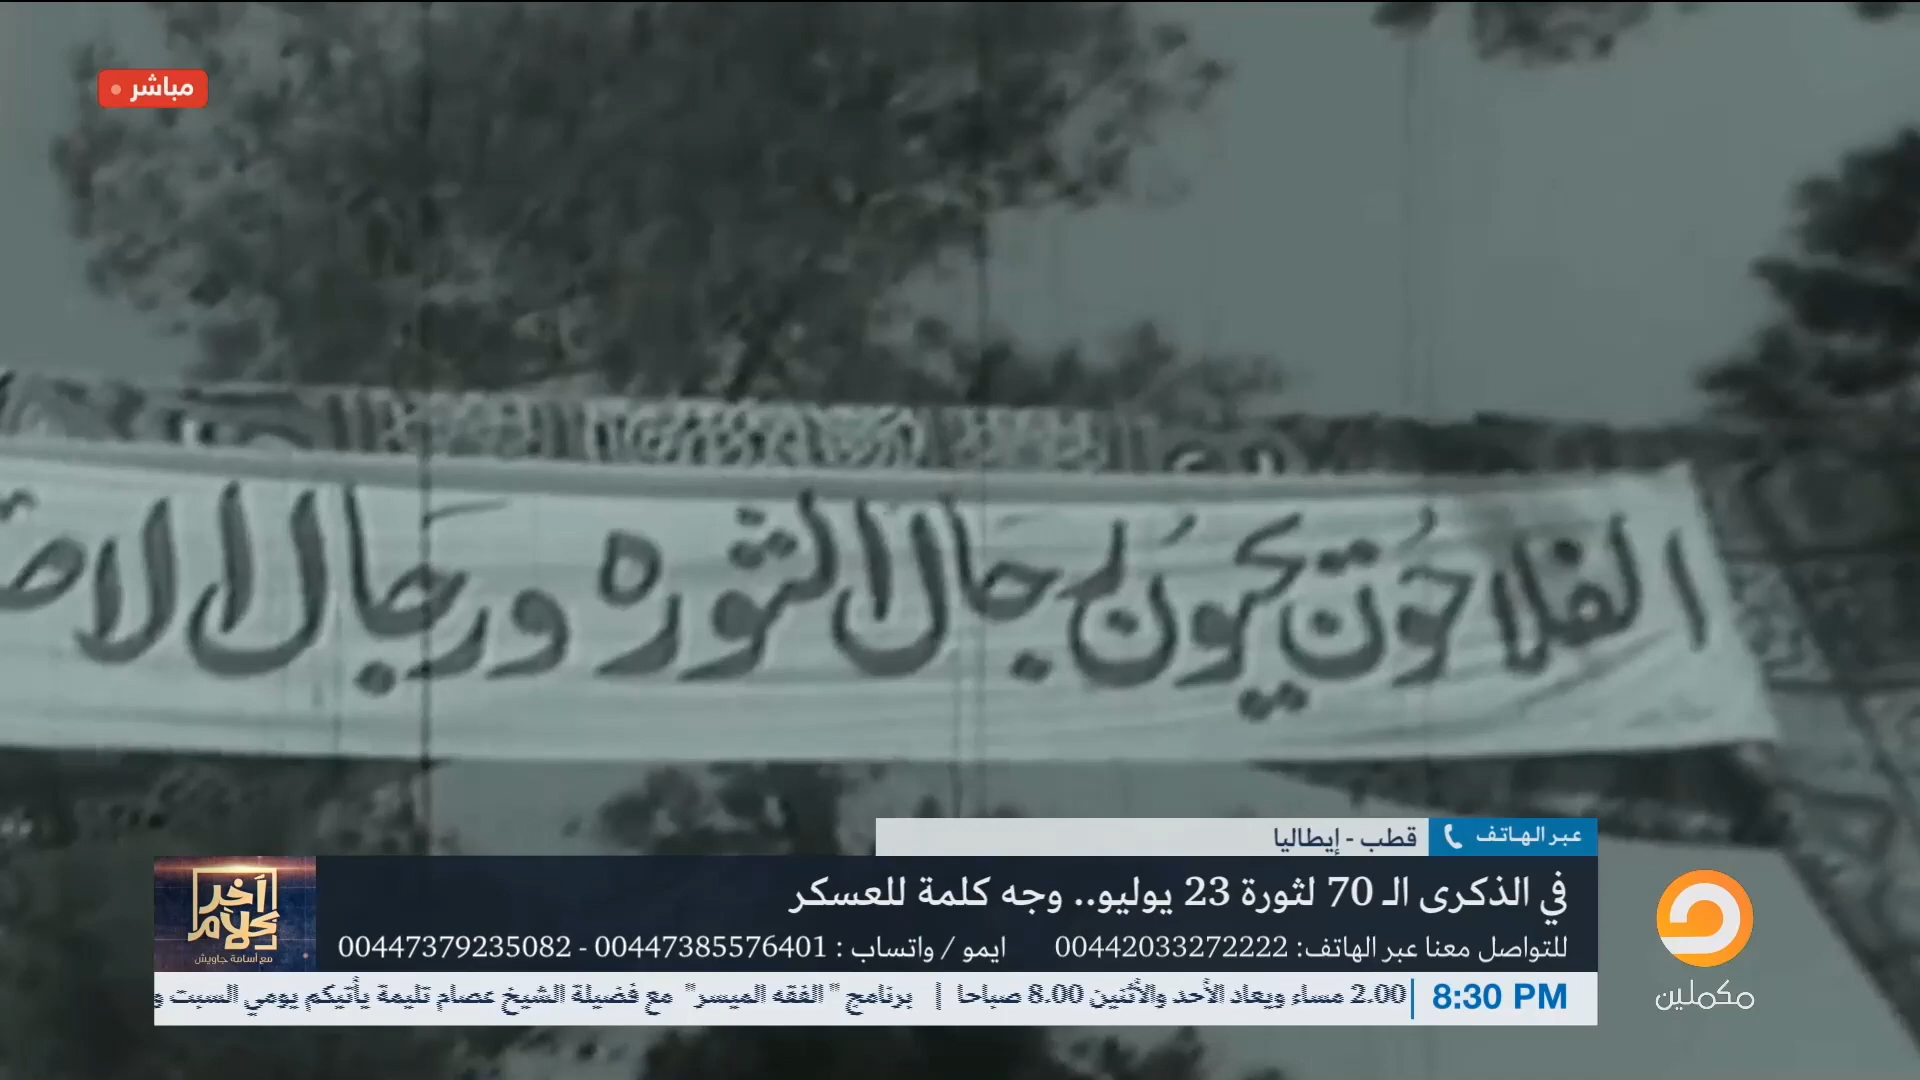 مباشر
الفلاحون يحيون رجال الثوره ورجال
عبر الهاتف
قطب - إيطاليا
في الذكرى الـ 70 لثورة 23 يوليو.. وجه كلمة للعسكر
للتواصل معنا عبر الهاتف: 00442033272222 ايمو / واتساب : 00447385576401 - 00447379235082
آخر كلام
مع أسامة جاويش
8:30 PM
2.00 مساء ويعاد الأحد والأثنين 8.00 صباحا | برنامج " الفقه الميسر" مع فضيلة الشيخ عصام تليمة يأتيكم يومي السبت و
مكملين